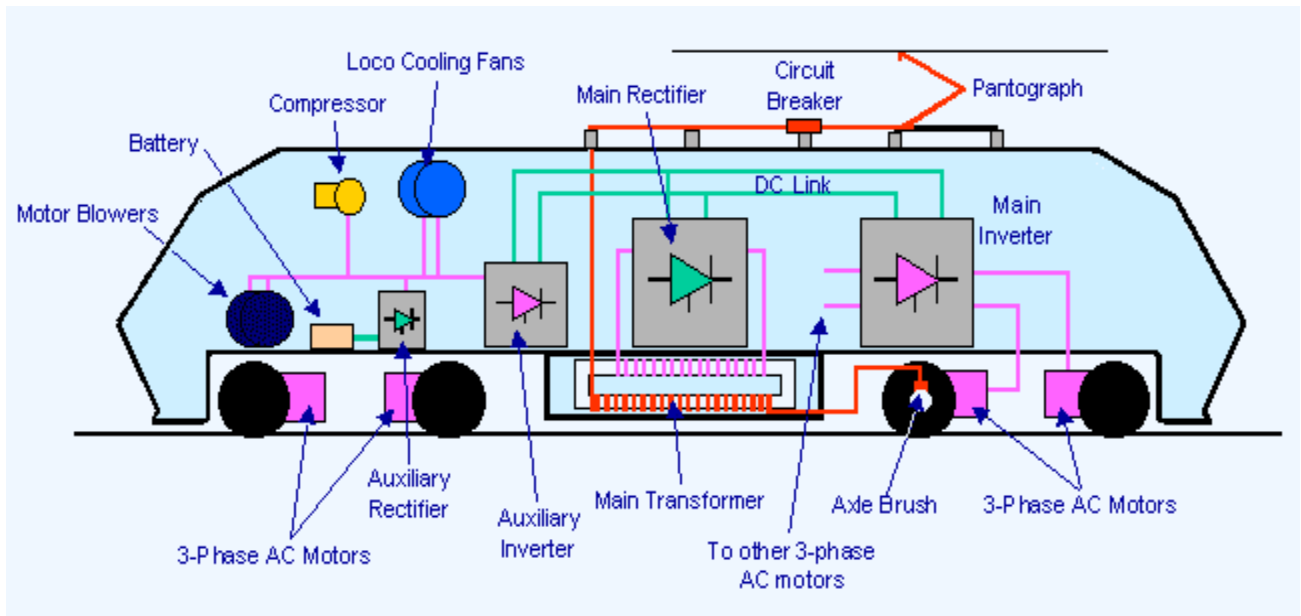 Loco Cooling Fans
Circuit
Breaker
Main Rectifier
Pantograph
Compressor
Battery
DC Link
Motor Blowers
Main
Inverter
Auxiliary
Rectifier
Main Transformer
Axle Brush
3-Phase AC Motors
Auxiliary
Inverter
3-Phase AC Motors
To other 3-phase
AC motors